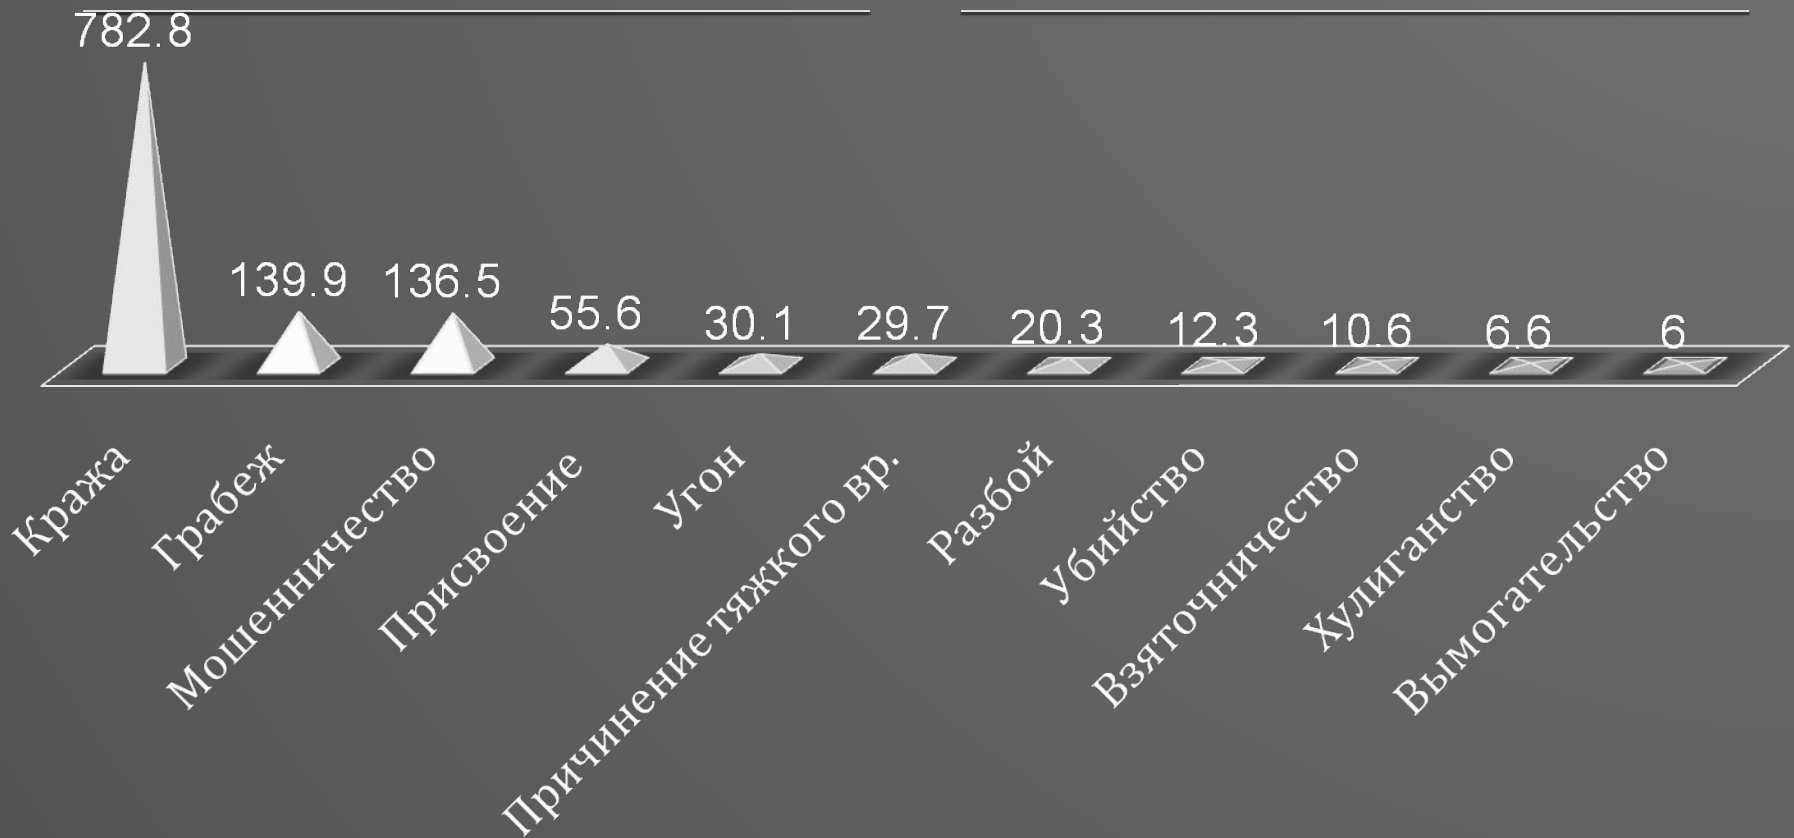 782.8
139.9
136.5
55.6
30.1
29.7
20.3
12.3
10.6
6.6
6
Кража
Грабеж
Мошенничество
Присвоение
Угон
Причинение тяжкого вр.
Разбой
Убийство
Взяточничество
Хулиганство
Вымогательство